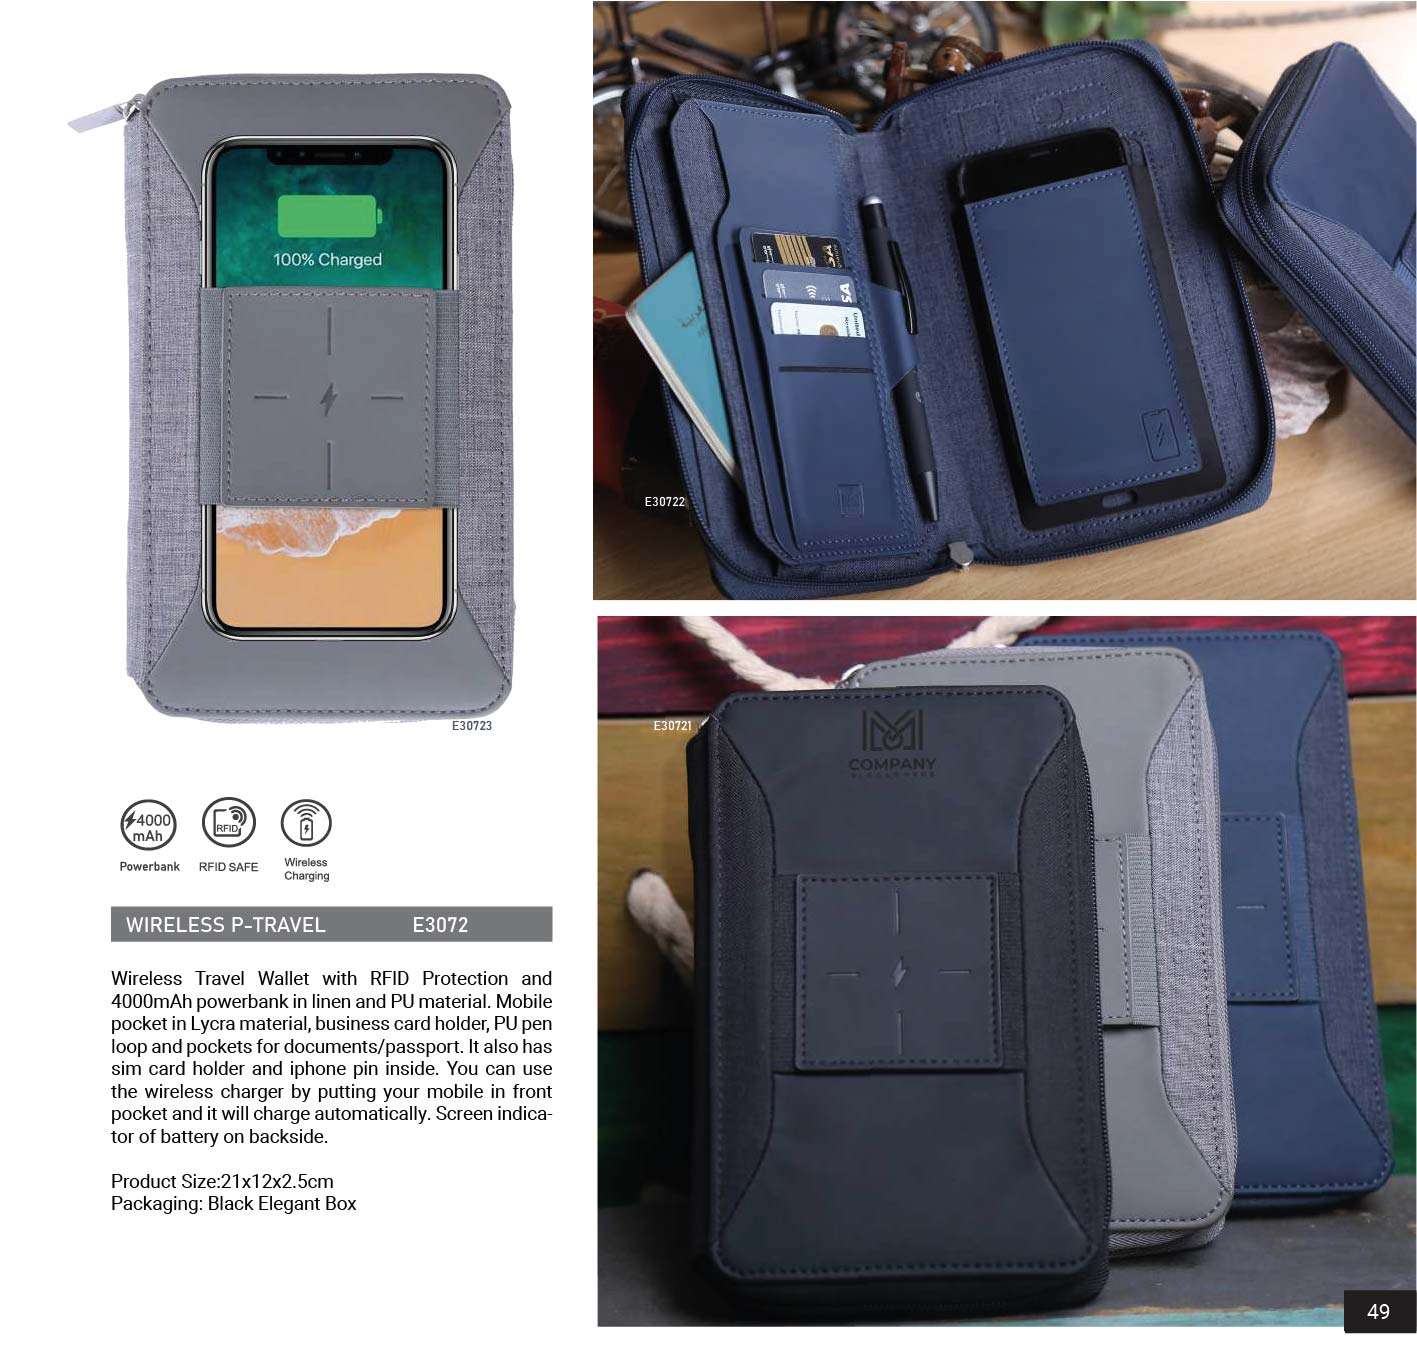 100% Charged
E30723
4000
mAh
Powerbank
RFID
RFID SAFE
Wireless
Charging
WIRELESS P-TRAVEL E3072
Wireless Travel Wallet with RFID Protection and
4000mAh powerbank in linen and PU material. Mobile
pocket in Lycra material, business card holder, PU pen
loop and pockets for documents/passport. It also has
sim card holder and iphone pin inside. You can use
the wireless charger by putting your mobile in front
pocket and it will charge automatically. Screen indica-
tor of battery on backside.
Product Size:21x12x2.5cm
Packaging: Black Elegant Box
E30722
E30721
COMPANY
49